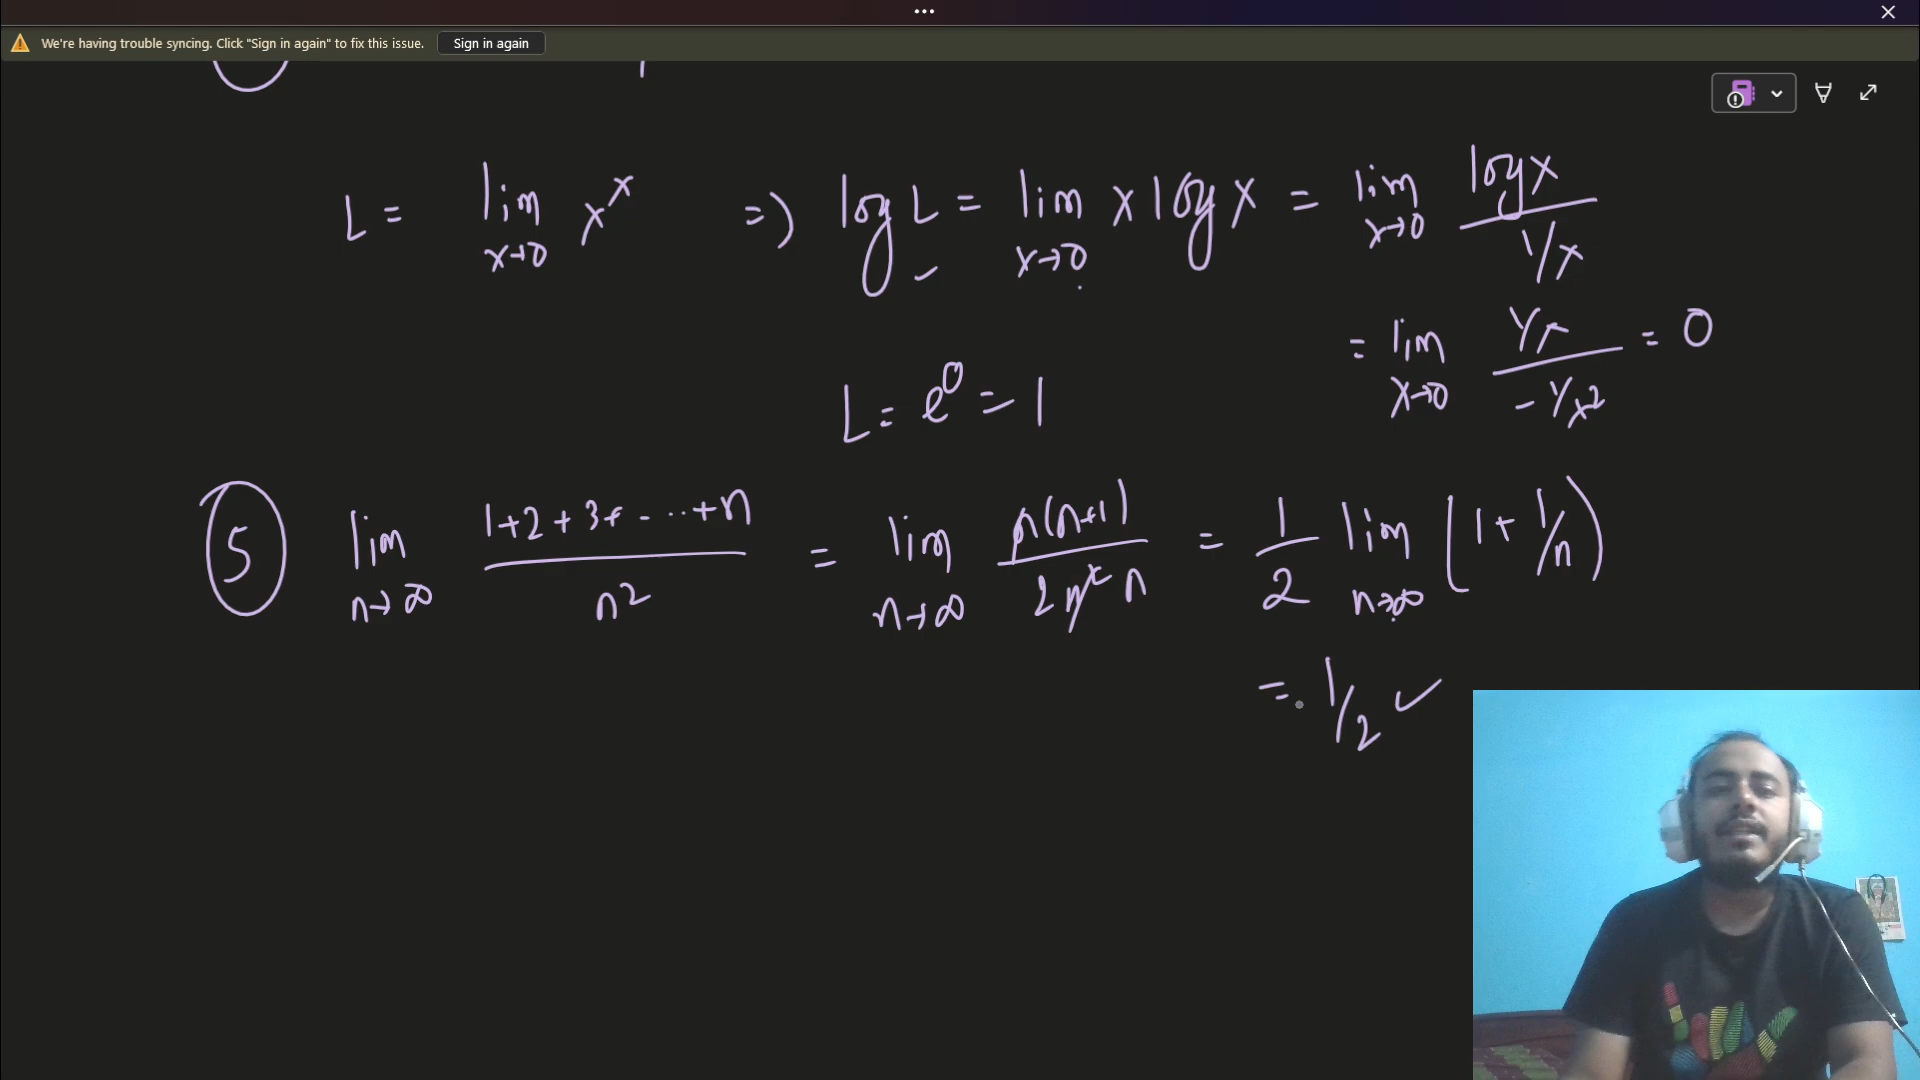 We're having trouble syncing. Click "Sign in again" to fix this issue. Sign in again
L = lim x→0 x^x => log L = lim x→0 x log x = lim x→0 log x / 1/x
= lim x→0 1/x / -1/x² = 0
L = e^0 = 1
5 lim n→∞ 1+2+3+-..+n / n² = lim n→∞ n(n+1) / 2n² n = 1/2 lim n→∞ (1 + 1/n)
= 1/2 ✓